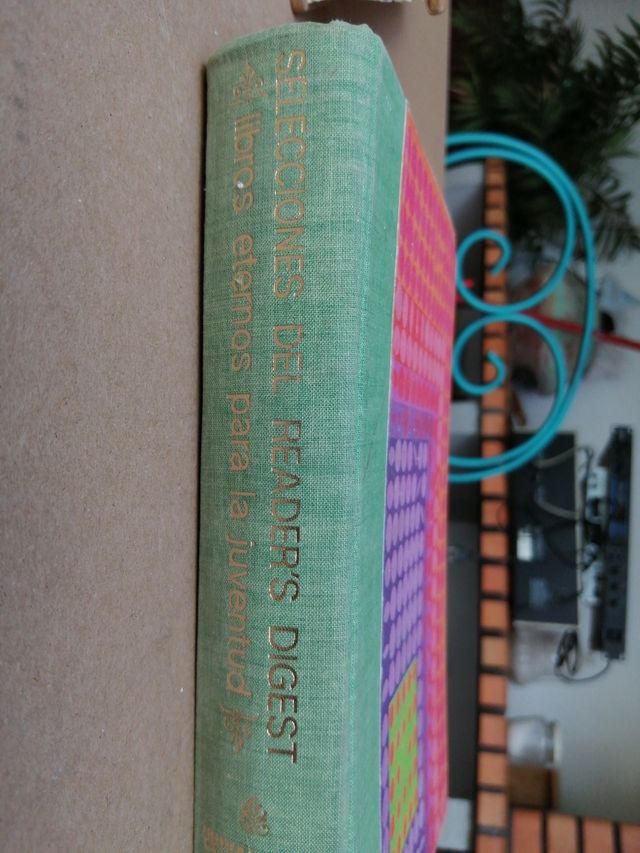 SELECCIONES DEL READER'S DIGEST
libros eternos para la juventud